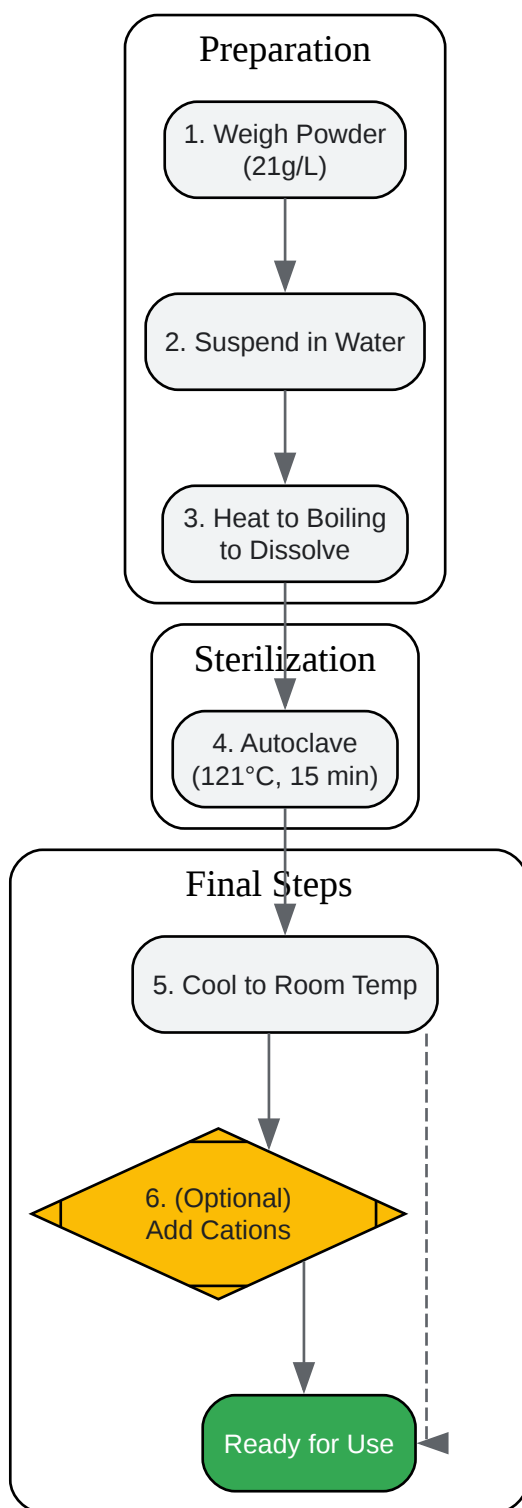 Preparation
1. Weigh Powder
(21g/L)
2. Suspend in Water
3. Heat to Boiling
to Dissolve
Sterilization
4. Autoclave
(121°C, 15 min)
Final Steps
5. Cool to Room Temp
6. (Optional)
Add Cations
Ready for Use